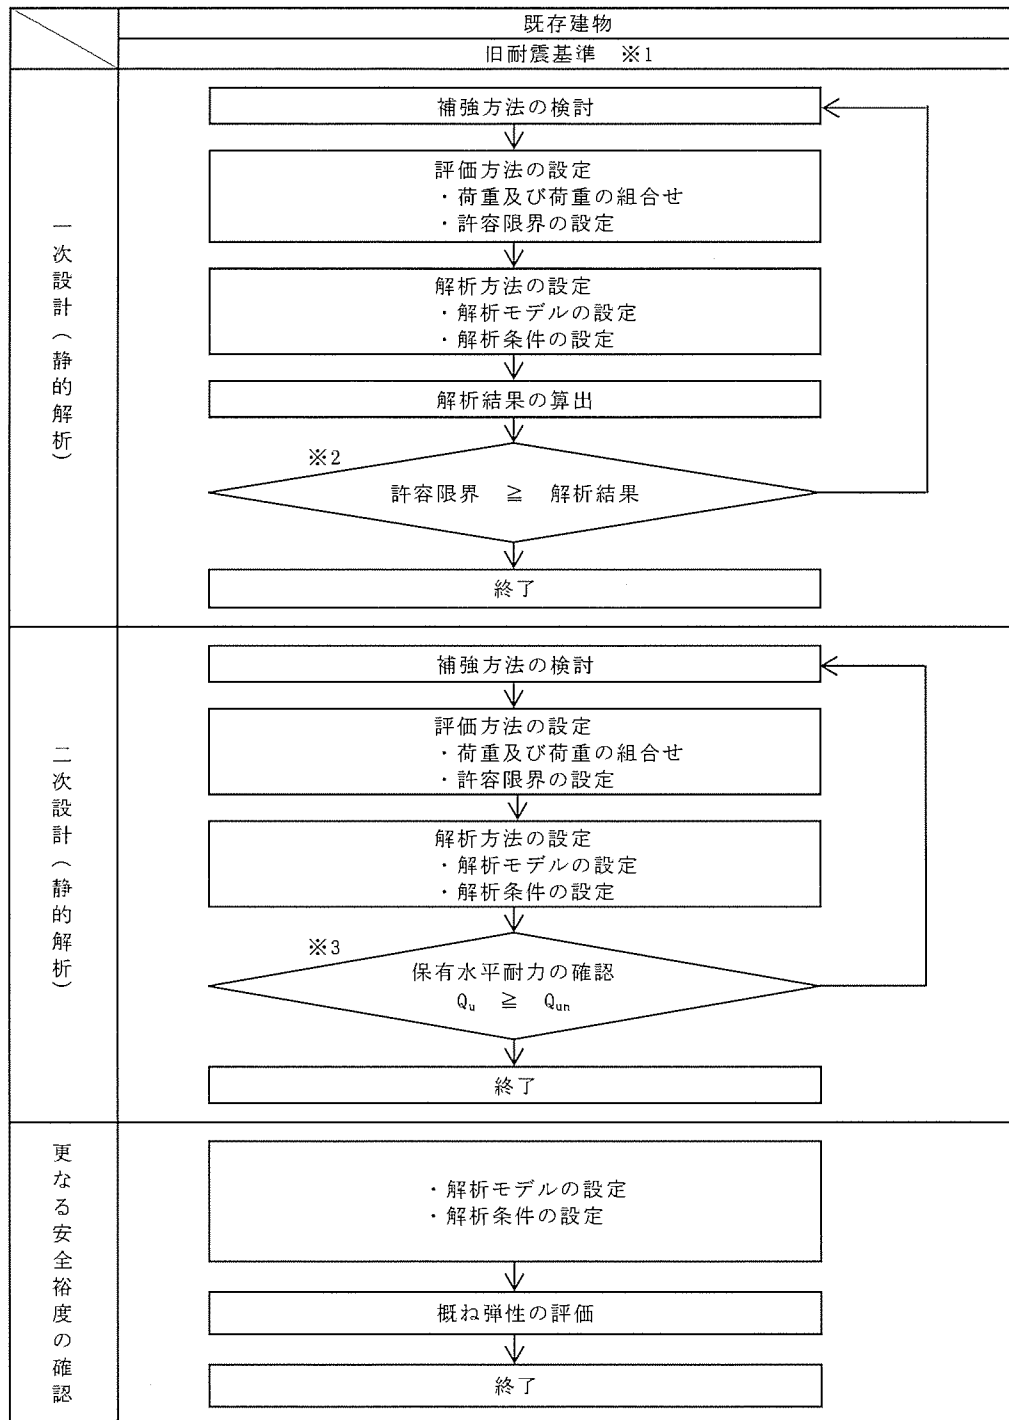 既存建物
旧耐震基準 ※1
一次設計（静的解析）
補強方法の検討
評価方法の設定
・荷重及び荷重の組合せ
・許容限界の設定
解析方法の設定
・解析モデルの設定
・解析条件の設定
解析結果の算出
※2
許容限界 ≧ 解析結果
終了
二次設計（静的解析）
補強方法の検討
評価方法の設定
・荷重及び荷重の組合せ
・許容限界の設定
解析方法の設定
・解析モデルの設定
・解析条件の設定
※3
保有水平耐力の確認
Qu ≧ Qun
終了
更なる安全裕度の確認
・解析モデルの設定
・解析条件の設定
概ね弾性の評価
終了